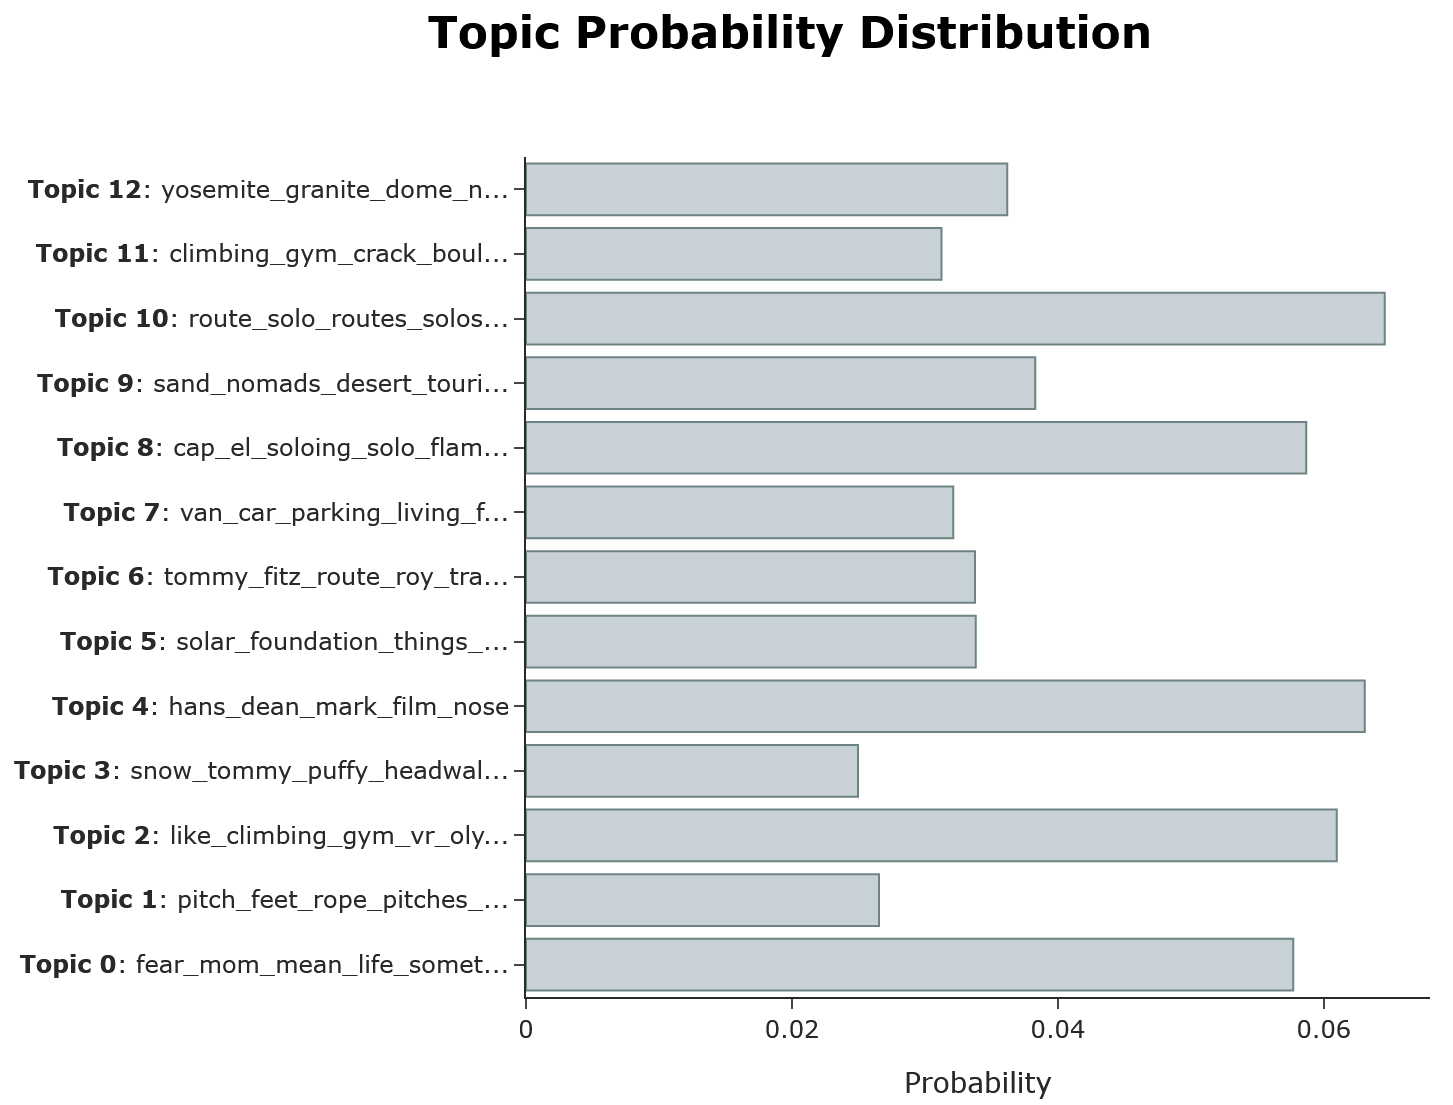 Topic Probability Distribution
Topic 12: yosemite_granite_dome_n...
Topic 11: climbing_gym_crack_boul...
Topic 10: route_solo_routes_solos...
Topic 9: sand_nomads_desert_touri...
Topic 8: cap_el_soloing_solo_flam...
Topic 7: van_car_parking_living_f...
Topic 6: tommy_fitz_route_roy_tra...
Topic 5: solar_foundation_things_...
Topic 4: hans_dean_mark_film_nose
Topic 3: snow_tommy_puffy_headwal...
Topic 2: like_climbing_gym_vr_oly...
Topic 1: pitch_feet_rope_pitches_...
Topic 0: fear_mom_mean_life_somet...
0 0.02 0.04 0.06
Probability